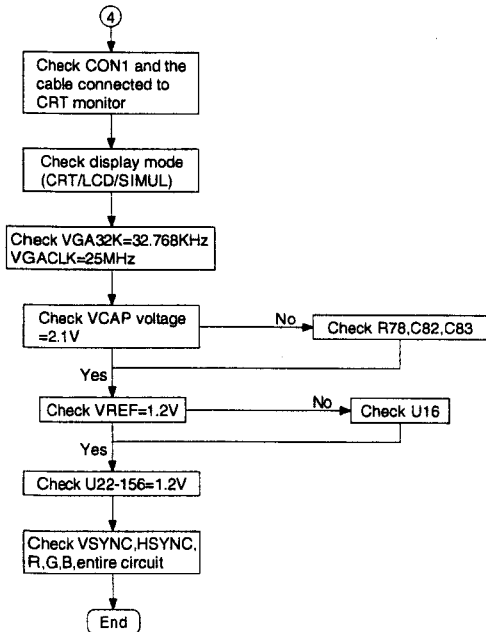 4
Check CON1 and the
cable connected to
CRT monitor
Check display mode
(CRT/LCD/SIMUL)
Check VGA32K=32.768KHz
VGACLK=25MHz
Check VCAP voltage
=2.1V
No
Check R78,C82,C83
Yes
Check VREF=1.2V
No
Check U16
Yes
Check U22-156=1.2V
Check VSYNC,HSYNC,
R,G,B,entire circuit
End